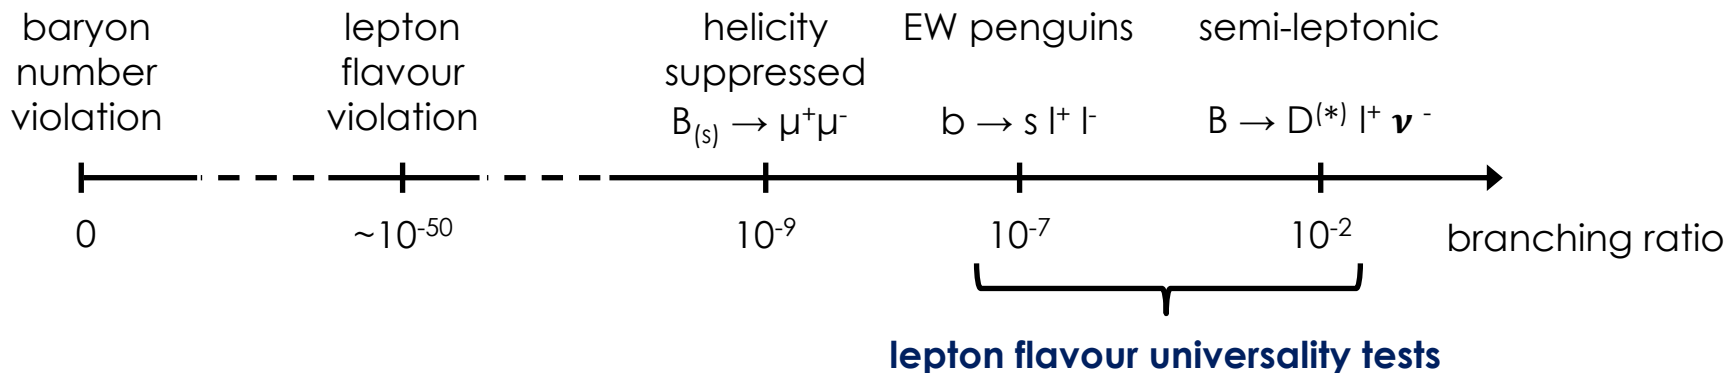 baryon
number
violation
lepton
flavour
violation
helicity
suppressed
B₍ₛ₎ → μ⁺μ⁻
EW penguins
b → s l⁺ l⁻
semi-leptonic
B → D⁽*⁾ l⁺ ν ⁻
0
~10⁻⁵⁰
10⁻⁹
10⁻⁷
10⁻²
branching ratio
lepton flavour universality tests